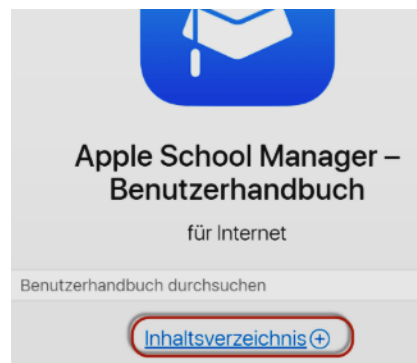 Apple School Manager –
Benutzerhandbuch
für Internet
Benutzerhandbuch durchsuchen
Inhaltsverzeichnis